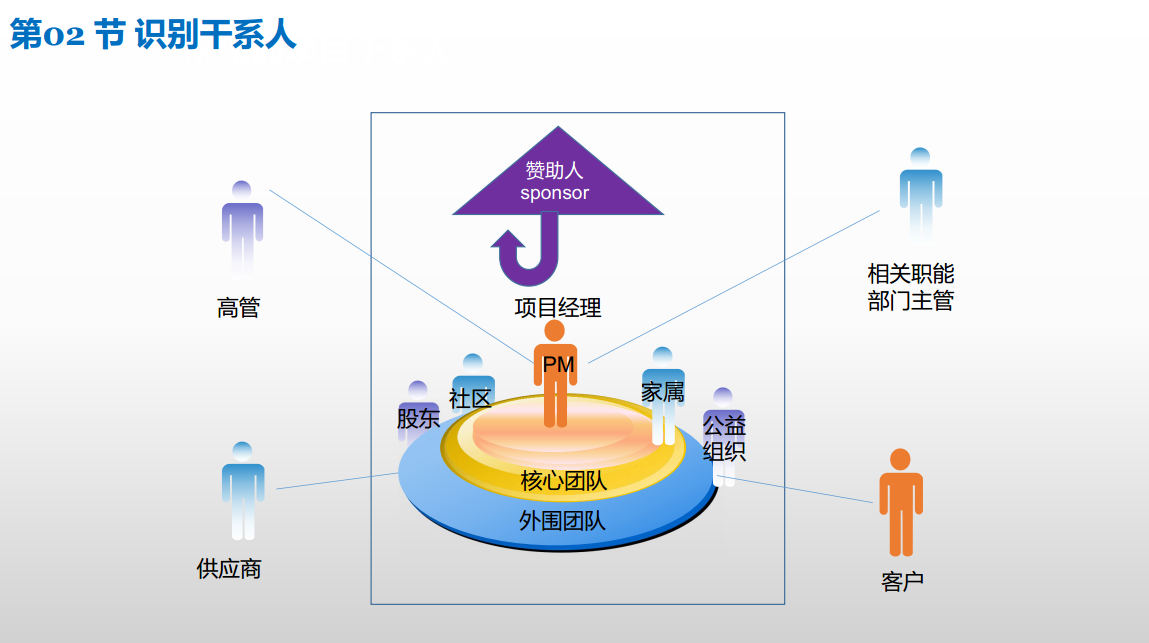 第02 节 识别干系人
赞助人
sponsor
高管
相关职能
部门主管
项目经理
PM
股东
社区
家属
公益
组织
核心团队
外围团队
供应商
客户